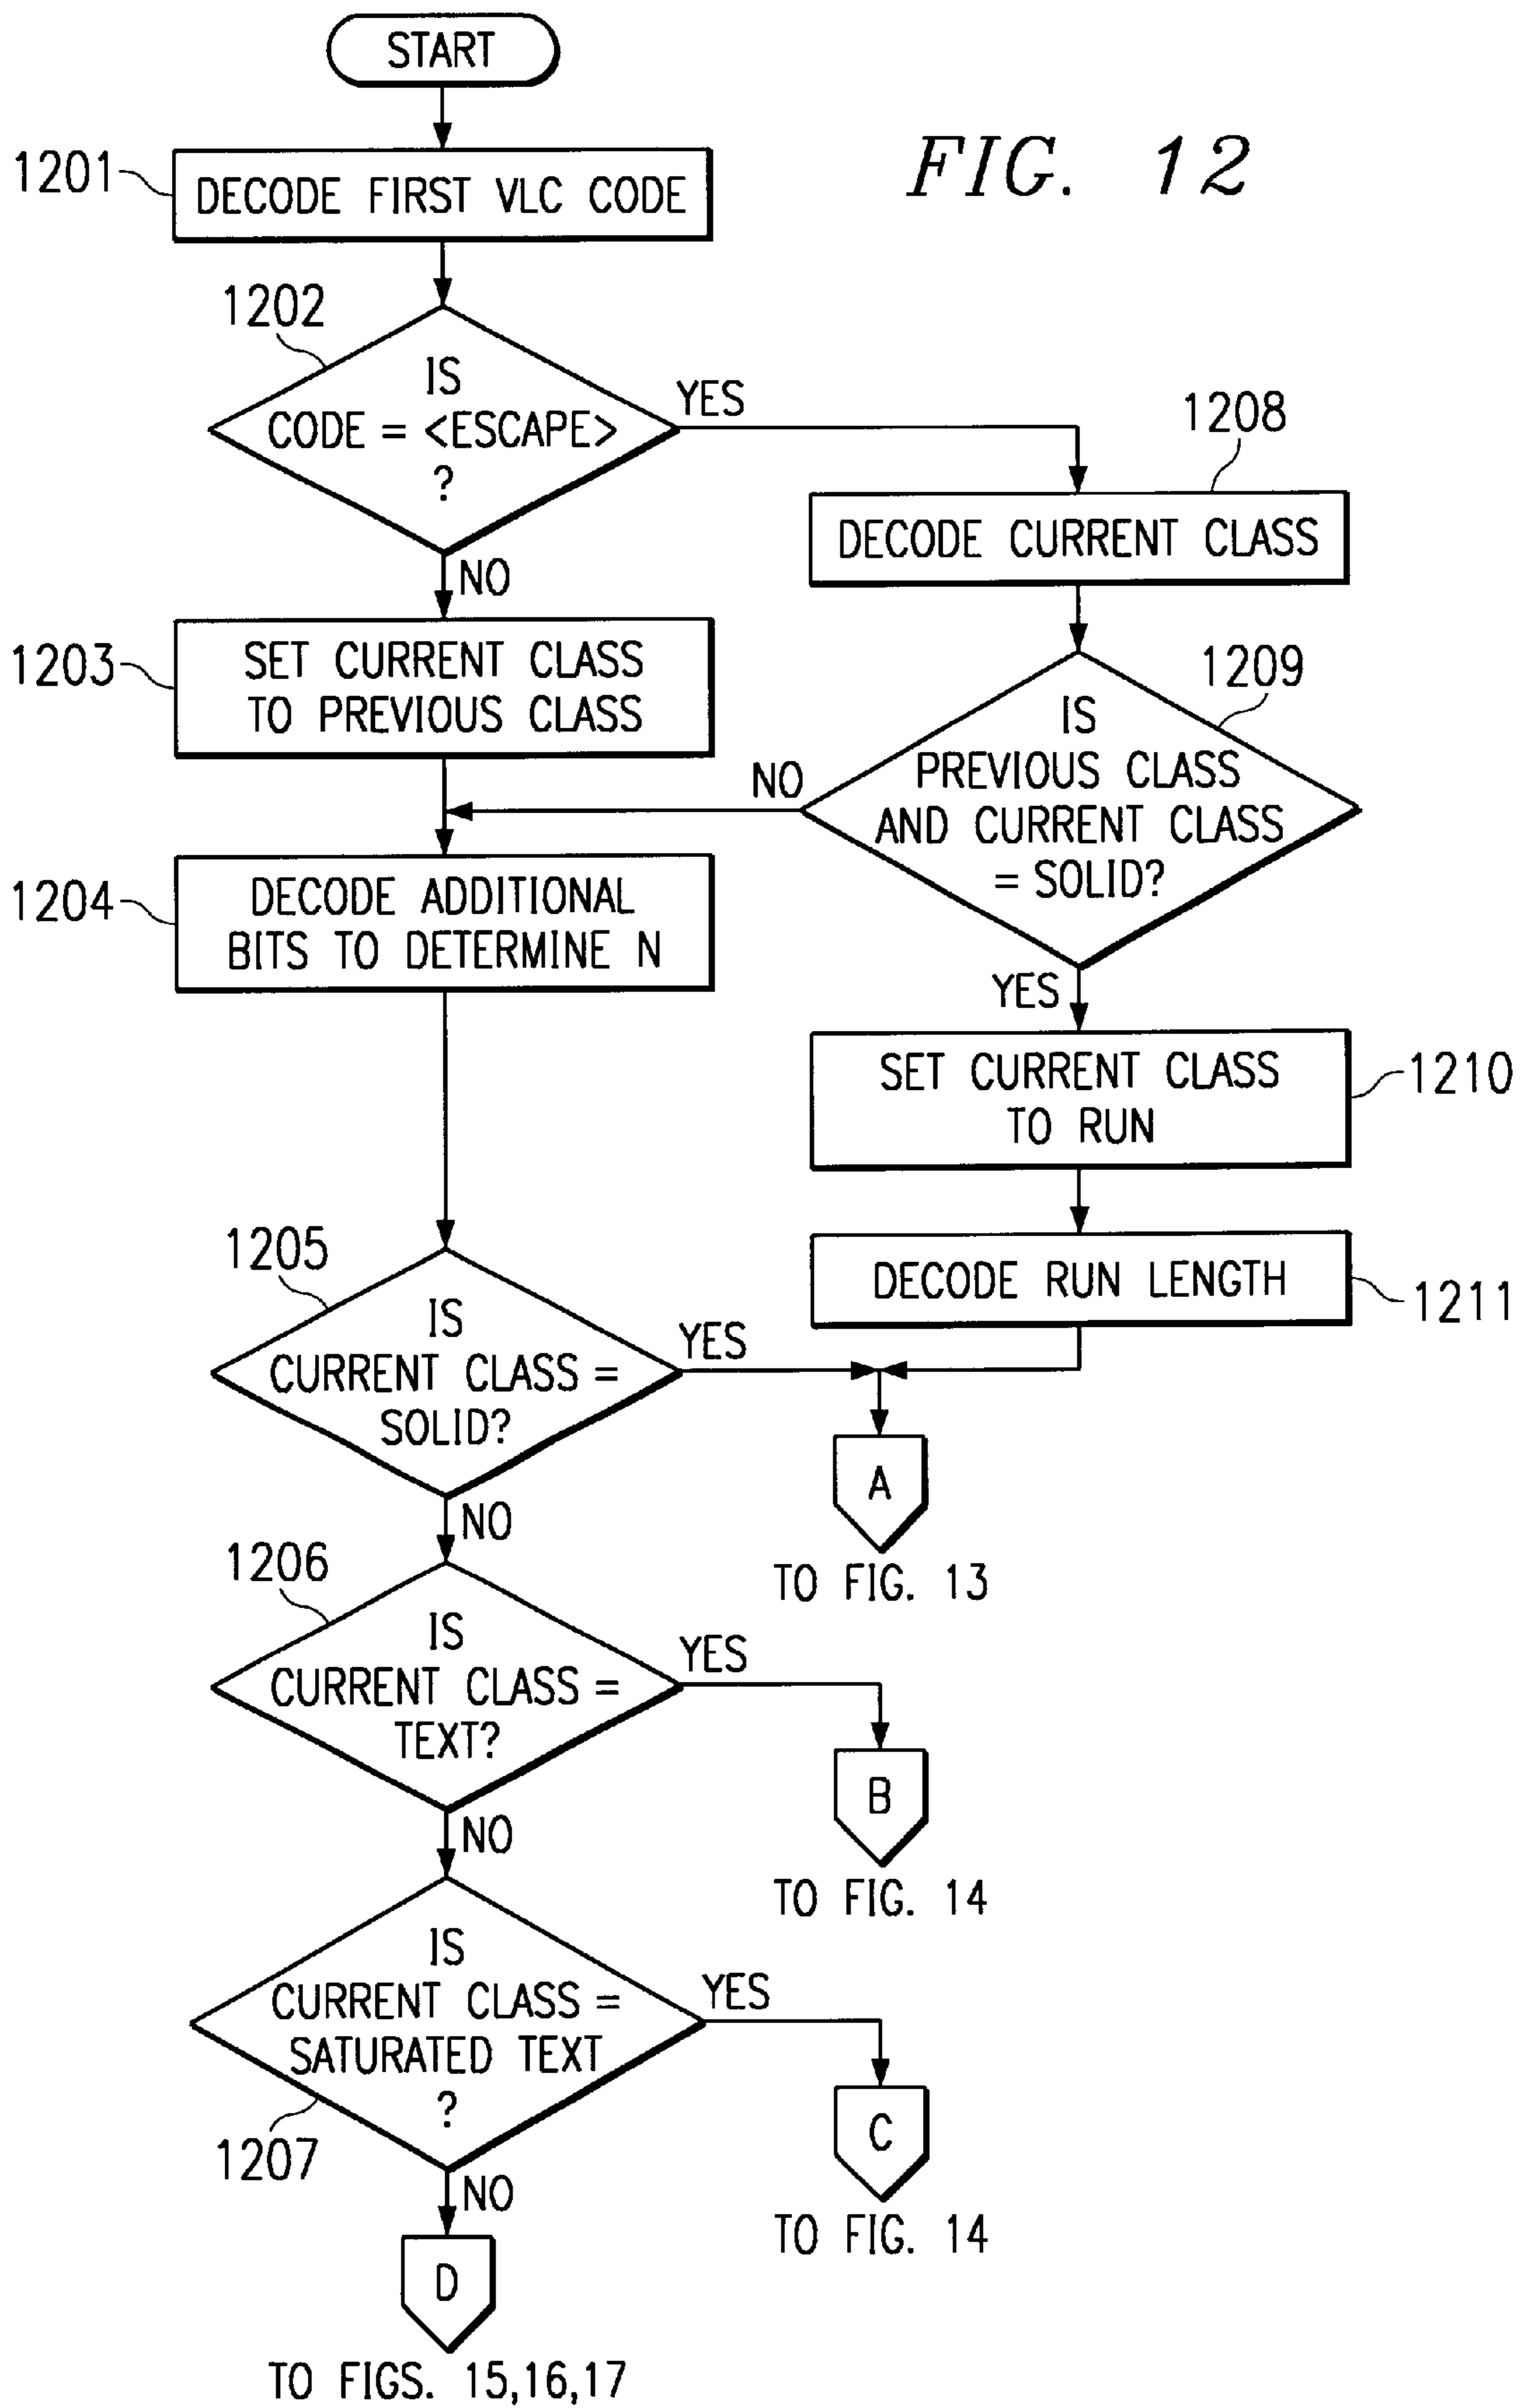 START
FIG. 12
1201
DECODE FIRST VLC CODE
1202
IS
CODE = <ESCAPE>
?
YES
NO
1208
DECODE CURRENT CLASS
1203
SET CURRENT CLASS
TO PREVIOUS CLASS
1209
IS
PREVIOUS CLASS
AND CURRENT CLASS
= SOLID?
NO
YES
1204
DECODE ADDITIONAL
BITS TO DETERMINE N
SET CURRENT CLASS
TO RUN
1210
DECODE RUN LENGTH
1211
1205
IS
CURRENT CLASS =
SOLID?
YES
NO
A
TO FIG. 13
1206
IS
CURRENT CLASS =
TEXT?
YES
NO
B
TO FIG. 14
IS
CURRENT CLASS =
SATURATED TEXT
?
1207
YES
NO
C
TO FIG. 14
D
TO FIGS. 15,16,17